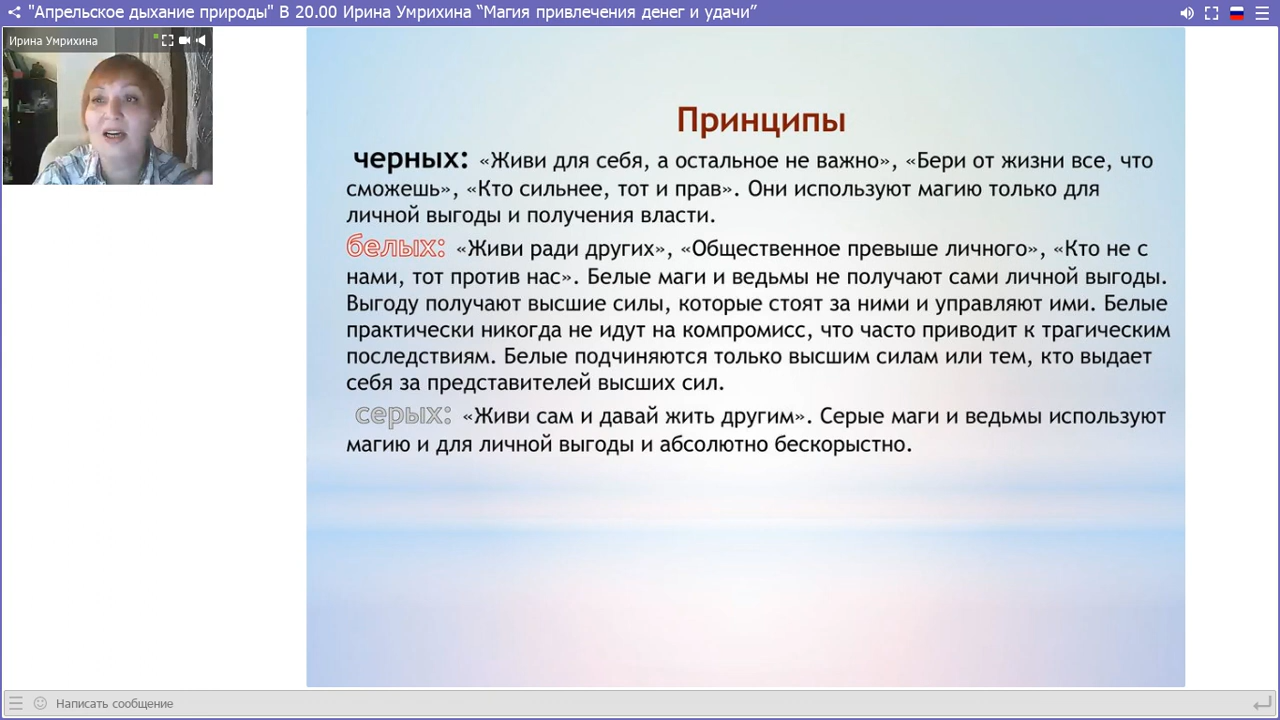 "Апрельское дыхание природы" В 20.00 Ирина Умрихина “Магия привлечения денег и удачи”
Ирина Умрихина
Принципы
черных: «Живи для себя, а остальное не важно», «Бери от жизни все, что
сможешь», «Кто сильнее, тот и прав». Они используют магию только для
личной выгоды и получения власти.
белых: «Живи ради других», «Общественное превыше личного», «Кто не с
нами, тот против нас». Белые маги и ведьмы не получают сами личной выгоды.
Выгоду получают высшие силы, которые стоят за ними и управляют ими. Белые
практически никогда не идут на компромисс, что часто приводит к трагическим
последствиям. Белые подчиняются только высшим силам или тем, кто выдает
себя за представителей высших сил.
серых: «Живи сам и давай жить другим». Серые маги и ведьмы используют
магию и для личной выгоды и абсолютно бескорыстно.
Написать сообщение